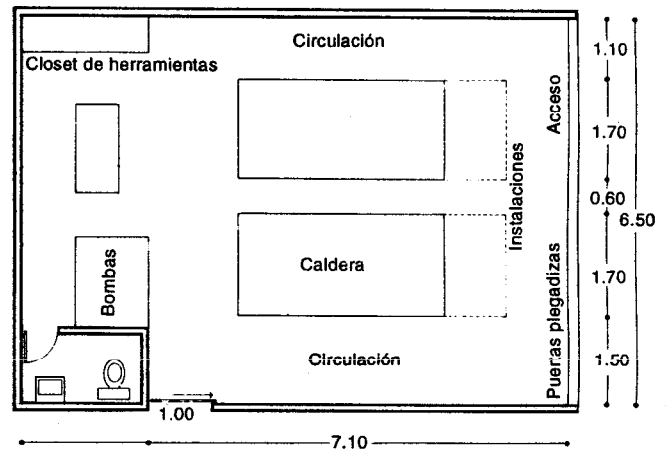 Circulación
Closet de herramientas
Acceso
Instalaciones
Bombas
Caldera
Puertas plegadizas
Circulación
1.10
1.70
0.60
6.50
1.70
1.50
1.00
7.10